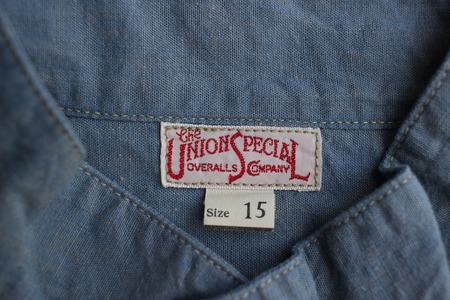 the
UNION SPECIAL
OVERALLS COMPANY
Size 15